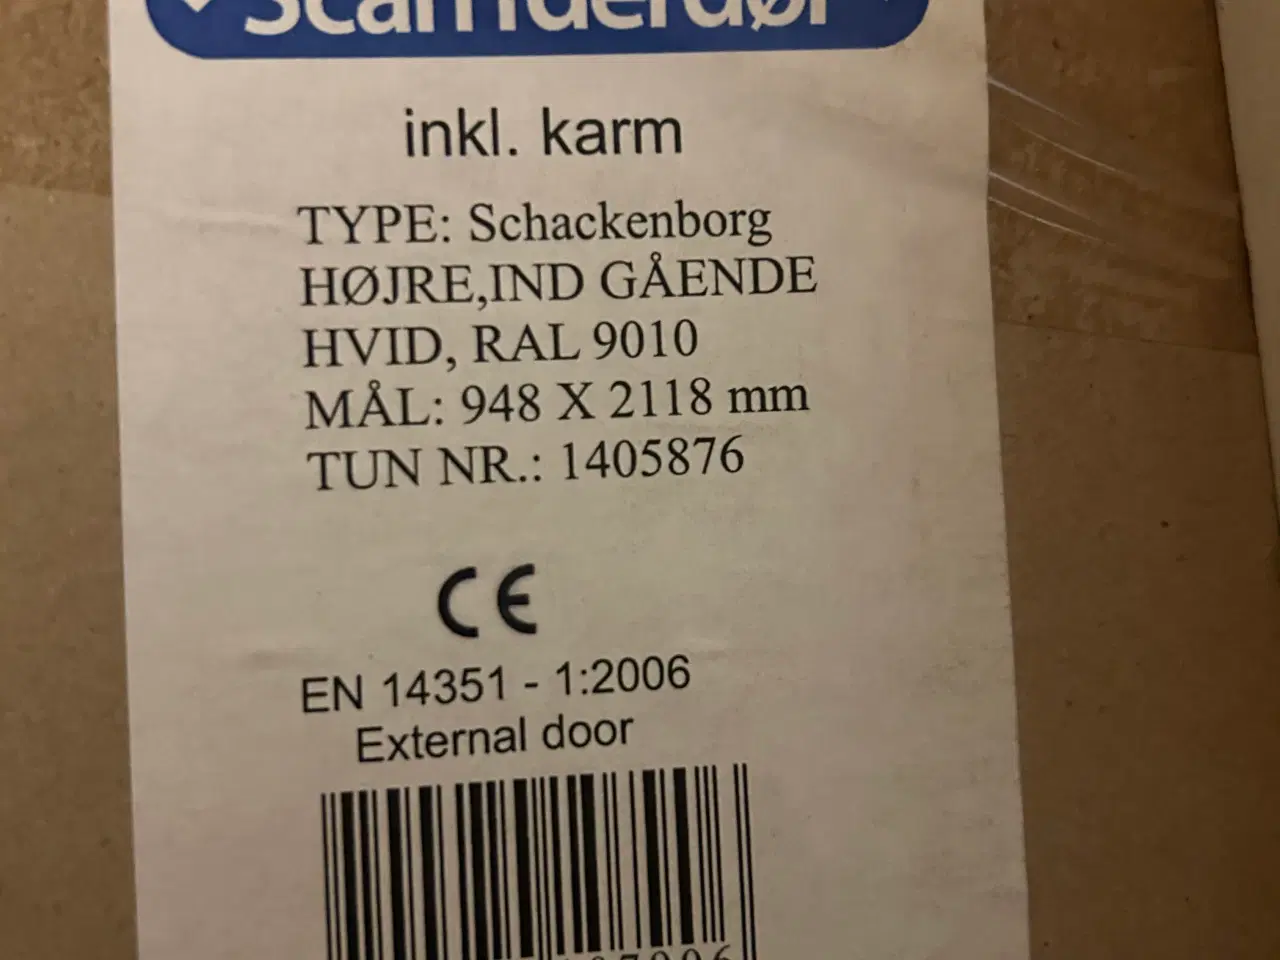 inkl. karm
TYPE: Schackenborg
HØJRE,IND GÅENDE
HVID, RAL 9010
MÅL: 948 X 2118 mm
TUN NR.: 1405876
CE
EN 14351 - 1:2006
External door